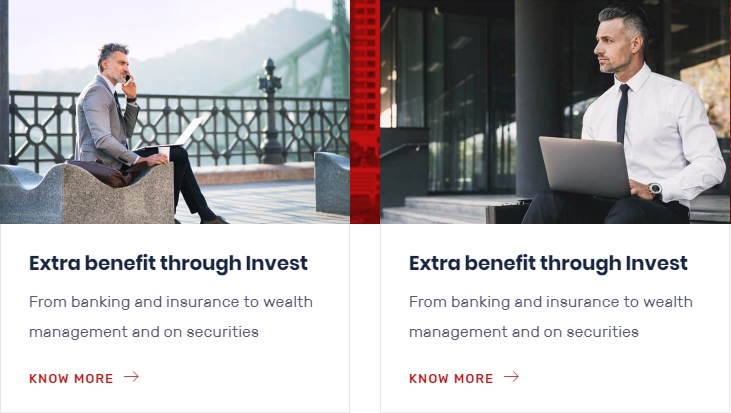 Extra benefit through Invest
From banking and insurance to wealth
management and on securities
KNOW MORE
Extra benefit through Invest
From banking and insurance to wealth
management and on securities
KNOW MORE